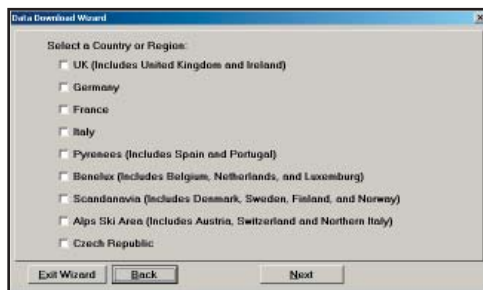 Data Download Wizard
Select a Country or Region:
UK (Includes United Kingdom and Ireland)
Germany
France
Italy
Pyrenees (Includes Spain and Portugal)
Benelux (Includes Belgium, Netherlands, and Luxemburg)
Scandanavia (Includes Denmark, Sweden, Finland, and Norway)
Alps Ski Area (Includes Austria, Switzerland and Northern Italy)
Czech Republic
Exit Wizard Back Next